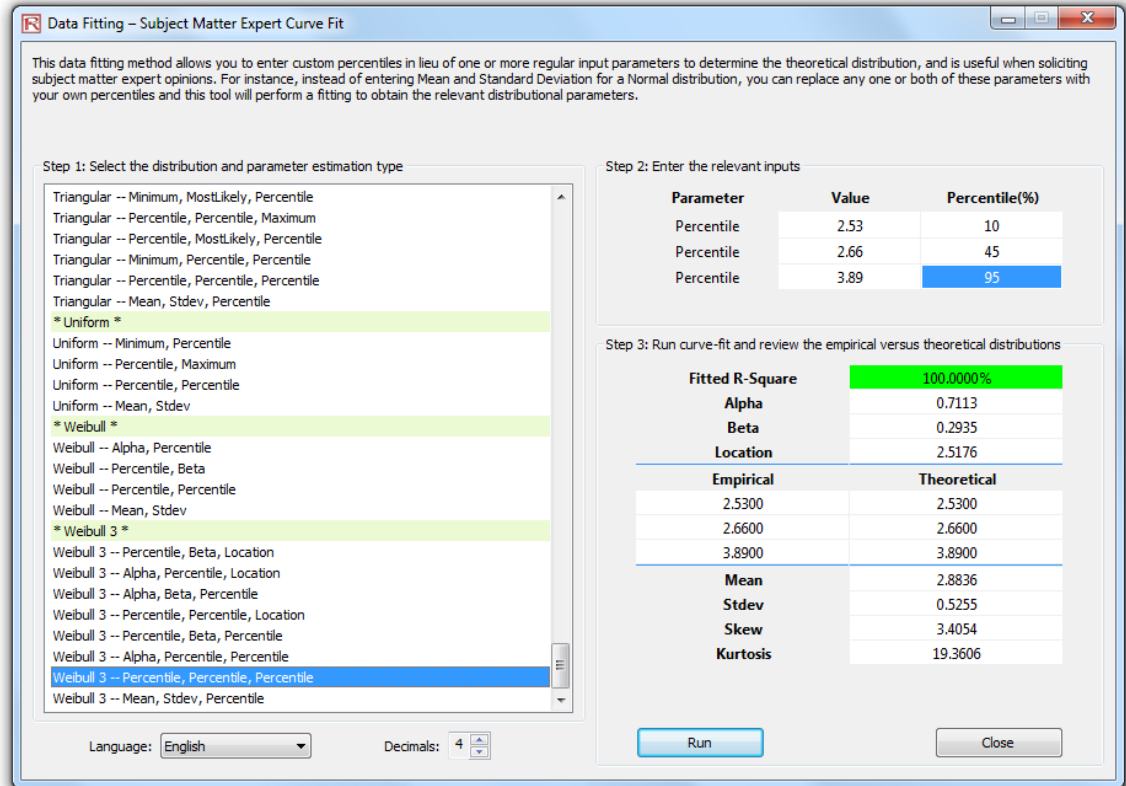 Data Fitting – Subject Matter Expert Curve Fit
This data fitting method allows you to enter custom percentiles in lieu of one or more regular input parameters to determine the theoretical distribution, and is useful when soliciting
subject matter expert opinions. For instance, instead of entering Mean and Standard Deviation for a Normal distribution, you can replace any one or both of these parameters with
your own percentiles and this tool will perform a fitting to obtain the relevant distributional parameters.
Step 1: Select the distribution and parameter estimation type
Triangular -- Minimum, MostLikely, Percentile
Triangular -- Percentile, Percentile, Maximum
Triangular -- Percentile, MostLikely, Percentile
Triangular -- Minimum, Percentile, Percentile
Triangular -- Percentile, Percentile, Percentile
Triangular -- Mean, Stdev, Percentile
* Uniform *
Uniform -- Minimum, Percentile
Uniform -- Percentile, Maximum
Uniform -- Percentile, Percentile
Uniform -- Mean, Stdev
* Weibull *
Weibull -- Alpha, Percentile
Weibull -- Percentile, Beta
Weibull -- Percentile, Percentile
Weibull -- Mean, Stdev
* Weibull 3 *
Weibull 3 -- Percentile, Beta, Location
Weibull 3 -- Alpha, Percentile, Location
Weibull 3 -- Alpha, Beta, Percentile
Weibull 3 -- Percentile, Percentile, Location
Weibull 3 -- Percentile, Beta, Percentile
Weibull 3 -- Alpha, Percentile, Percentile
Weibull 3 -- Percentile, Percentile, Percentile
Weibull 3 -- Mean, Stdev, Percentile
Language: English Decimals: 4
Step 2: Enter the relevant inputs
Parameter Value Percentile(%)
Percentile 2.53 10
Percentile 2.66 45
Percentile 3.89 95
Step 3: Run curve-fit and review the empirical versus theoretical distributions
Fitted R-Square 100.0000%
Alpha 0.7113
Beta 0.2935
Location 2.5176
Empirical Theoretical
2.5300 2.5300
2.6600 2.6600
3.8900 3.8900
Mean 2.8836
Stdev 0.5255
Skew 3.4054
Kurtosis 19.3606
Run Close